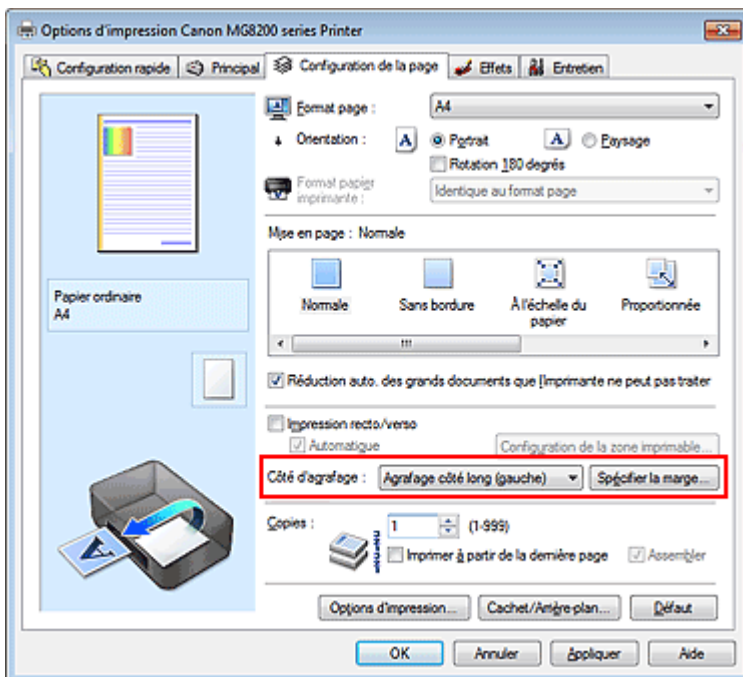 Options d'impression Canon MG8200 series Printer
Configuration rapide Principal Configuration de la page Effets Entretien
Format page : A4
Orientation : A Portrait A Paysage
Rotation 180 degrés
Format papier imprimante : Identique au format page
Mise en page : Normale
Normale Sans bordure À l'échelle du papier Proportionnée
Papier ordinaire
A4
Réduction auto. des grands documents que l'imprimante ne peut pas traiter
Impression recto/verso
Automatique Configuration de la zone imprimable...
Côté d'agrafage : Agrafage côté long (gauche) Spécifier la marge...
Copies : 1 (1-999)
Imprimer à partir de la dernière page Assembler
Options d'impression... Cachet/Arrière-plan... Défaut
OK Annuler Appliquer Aide